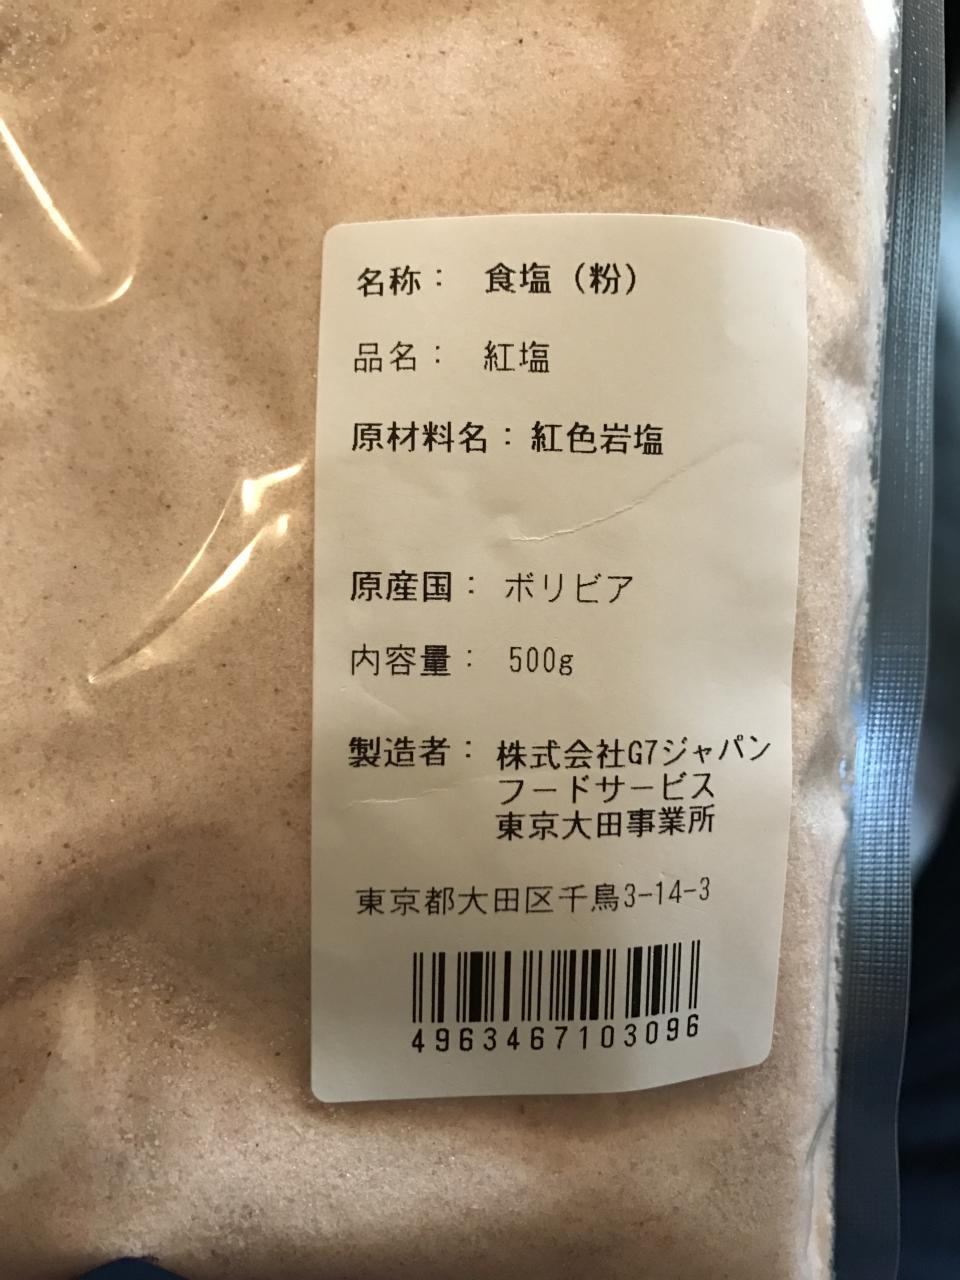 名称： 食塩（粉）
品名： 紅塩
原材料名：紅色岩塩
原産国： ボリビア
内容量： 500g
製造者： 株式会社G7ジャパン
フードサービス
東京大田事業所
東京都大田区千鳥3-14-3
4963467103096